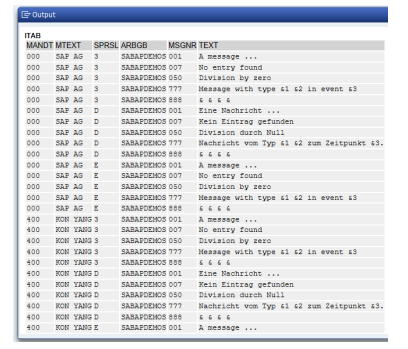 Output
ITAB
MANDT MTEXT SPRSL ARBGB MSGNR TEXT
000 SAP AG 3 SABAPDEMOS 001 A message ...
000 SAP AG 3 SABAPDEMOS 007 No entry found
000 SAP AG 3 SABAPDEMOS 050 Division by zero
000 SAP AG 3 SABAPDEMOS 777 Message with type &1 &2 in event &3
000 SAP AG 3 SABAPDEMOS 888 & & & &
000 SAP AG D SABAPDEMOS 001 Eine Nachricht ...
000 SAP AG D SABAPDEMOS 007 Kein Eintrag gefunden
000 SAP AG D SABAPDEMOS 050 Division durch Null
000 SAP AG D SABAPDEMOS 777 Nachricht vom Typ &1 &2 zum Zeitpunkt &3.
000 SAP AG D SABAPDEMOS 888 & & & &
000 SAP AG E SABAPDEMOS 001 A message ...
000 SAP AG E SABAPDEMOS 007 No entry found
000 SAP AG E SABAPDEMOS 050 Division by zero
000 SAP AG E SABAPDEMOS 777 Message with type &1 &2 in event &3
000 SAP AG E SABAPDEMOS 888 & & & &
400 KON YANG 3 SABAPDEMOS 001 A message ...
400 KON YANG 3 SABAPDEMOS 007 No entry found
400 KON YANG 3 SABAPDEMOS 050 Division by zero
400 KON YANG 3 SABAPDEMOS 777 Message with type &1 &2 in event &3
400 KON YANG 3 SABAPDEMOS 888 & & & &
400 KON YANG D SABAPDEMOS 001 Eine Nachricht ...
400 KON YANG D SABAPDEMOS 007 Kein Eintrag gefunden
400 KON YANG D SABAPDEMOS 050 Division durch Null
400 KON YANG D SABAPDEMOS 777 Nachricht vom Typ &1 &2 zum Zeitpunkt &3.
400 KON YANG D SABAPDEMOS 888 & & & &
400 KON YANG E SABAPDEMOS 001 A message ...